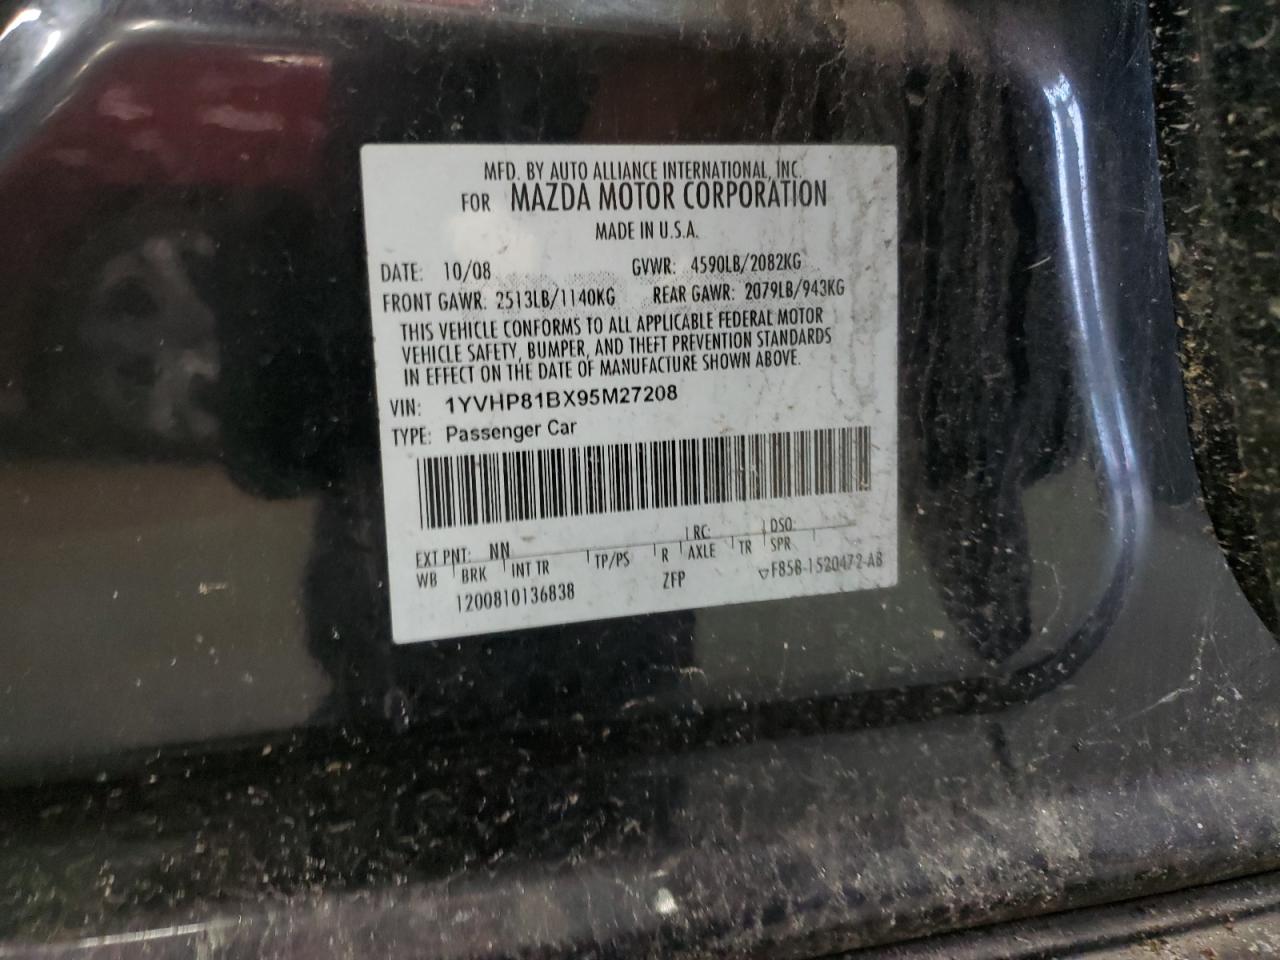 MFD. BY AUTO ALLIANCE INTERNATIONAL, INC.
FOR MAZDA MOTOR CORPORATION
MADE IN U.S.A.
DATE: 10/08 GVWR: 4590LB/2082KG
FRONT GAWR: 2513LB/1140KG REAR GAWR: 2079LB/943KG
THIS VEHICLE CONFORMS TO ALL APPLICABLE FEDERAL MOTOR
VEHICLE SAFETY, BUMPER, AND THEFT PREVENTION STANDARDS
IN EFFECT ON THE DATE OF MANUFACTURE SHOWN ABOVE.
VIN: 1YVHP81BX95M27208
TYPE: Passenger Car
EXT PNT: NN RC: DSO:
WB BRK INT TR TP/PS R AXLE TR SPR
1200810136838 ZFP ▽F85B-1520472-AB